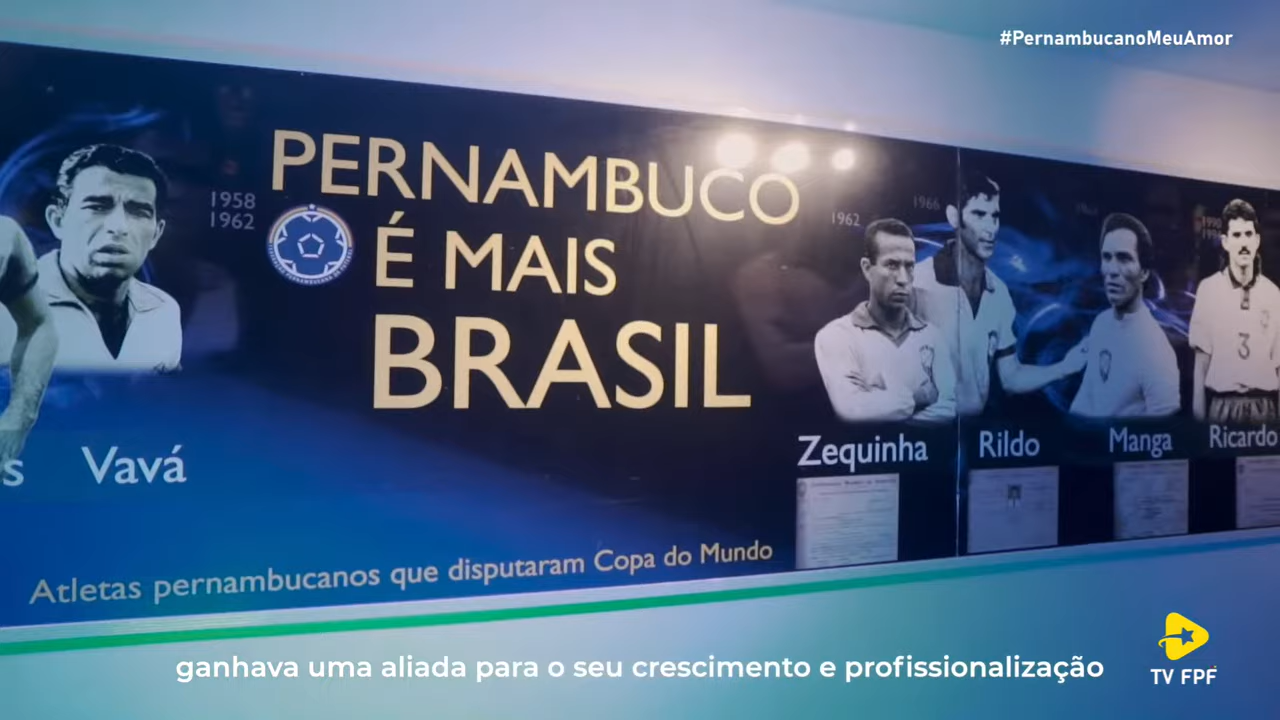 #PernambucanoMeuAmor
1958
1962
PERNAMBUCO
É MAIS
BRASIL
1962
1966
s
Vavá
Zequinha
Rildo
Manga
Ricardo
3
Atletas pernambucanos que disputaram Copa do Mundo
ganhava uma aliada para o seu crescimento e profissionalização
TV FPF